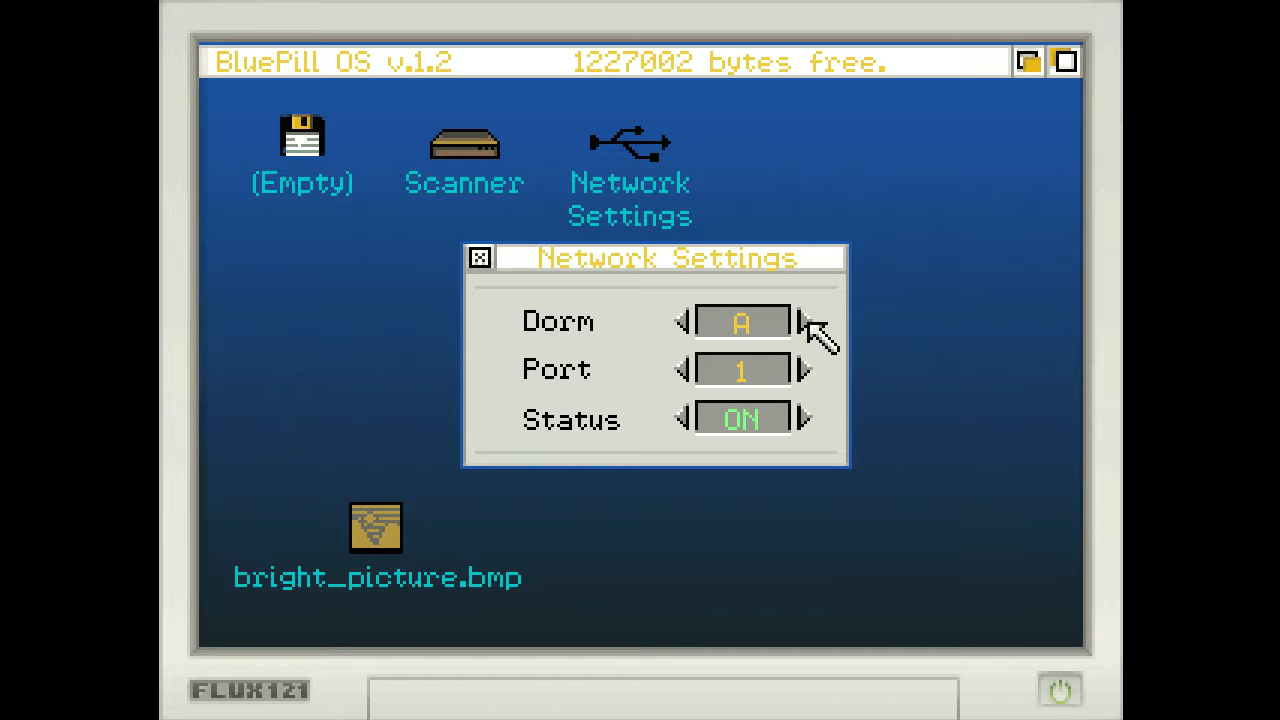 BluePill OS v.1.2 1227002 bytes free.
(Empty)
Scanner
Network
Settings
Network Settings
Dorm A
Port 1
Status ON
bright_picture.bmp
FLUX121